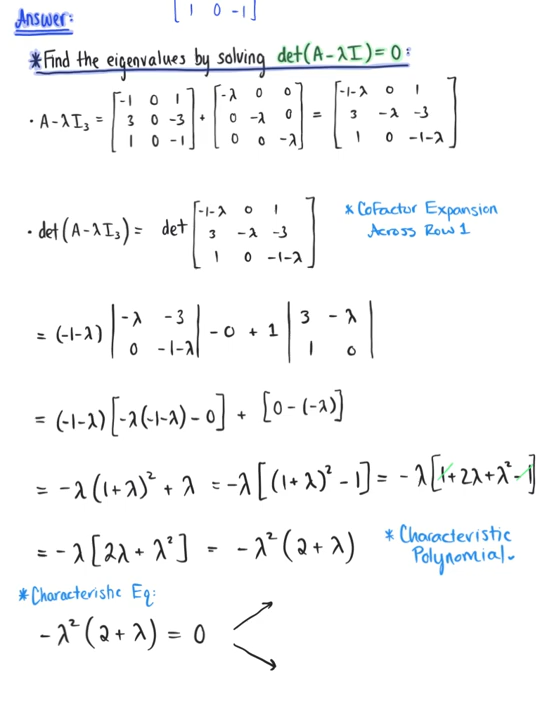 [ 1 0 -1 ]
Answer:
*Find the eigenvalues by solving det(A-λI)=0:
· A-λI₃ = [-1 0 1; 3 0 -3; 1 0 -1] + [-λ 0 0; 0 -λ 0; 0 0 -λ] = [-1-λ 0 1; 3 -λ -3; 1 0 -1-λ]
· det(A-λI₃) = det [-1-λ 0 1; 3 -λ -3; 1 0 -1-λ]
* CoFactor Expansion
Across Row 1
= (-1-λ) |-λ -3; 0 -1-λ| - 0 + 1 |3 -λ; 1 0|
= (-1-λ)[-λ(-1-λ)-0] + [0-(-λ)]
= -λ(1+λ)² + λ = -λ[(1+λ)² - 1] = -λ[1+2λ+λ²-1]
= -λ[2λ+λ²] = -λ²(2+λ)
* Characteristic
Polynomial.
*Characteristic Eq:
-λ²(2+λ) = 0